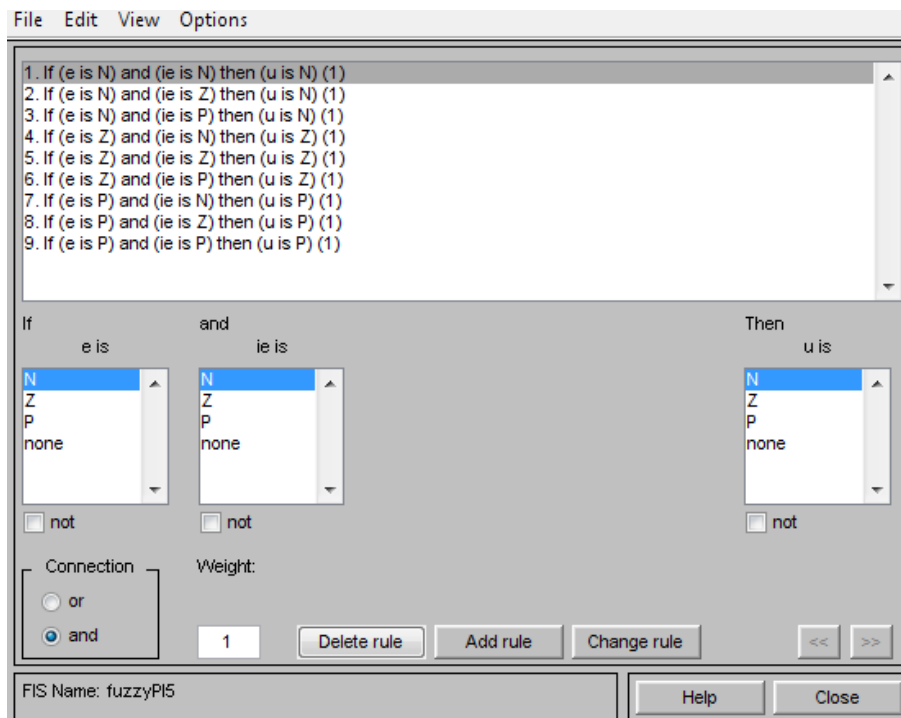 File Edit View Options
1. If (e is N) and (ie is N) then (u is N) (1)
2. If (e is N) and (ie is Z) then (u is N) (1)
3. If (e is N) and (ie is P) then (u is N) (1)
4. If (e is Z) and (ie is N) then (u is Z) (1)
5. If (e is Z) and (ie is Z) then (u is Z) (1)
6. If (e is Z) and (ie is P) then (u is Z) (1)
7. If (e is P) and (ie is N) then (u is P) (1)
8. If (e is P) and (ie is Z) then (u is P) (1)
9. If (e is P) and (ie is P) then (u is P) (1)
If and Then
e is ie is u is
N N N
Z Z Z
P P P
none none none
not not not
Connection Weight:
or
and 1 Delete rule Add rule Change rule << >>
FIS Name: fuzzyPI5 Help Close